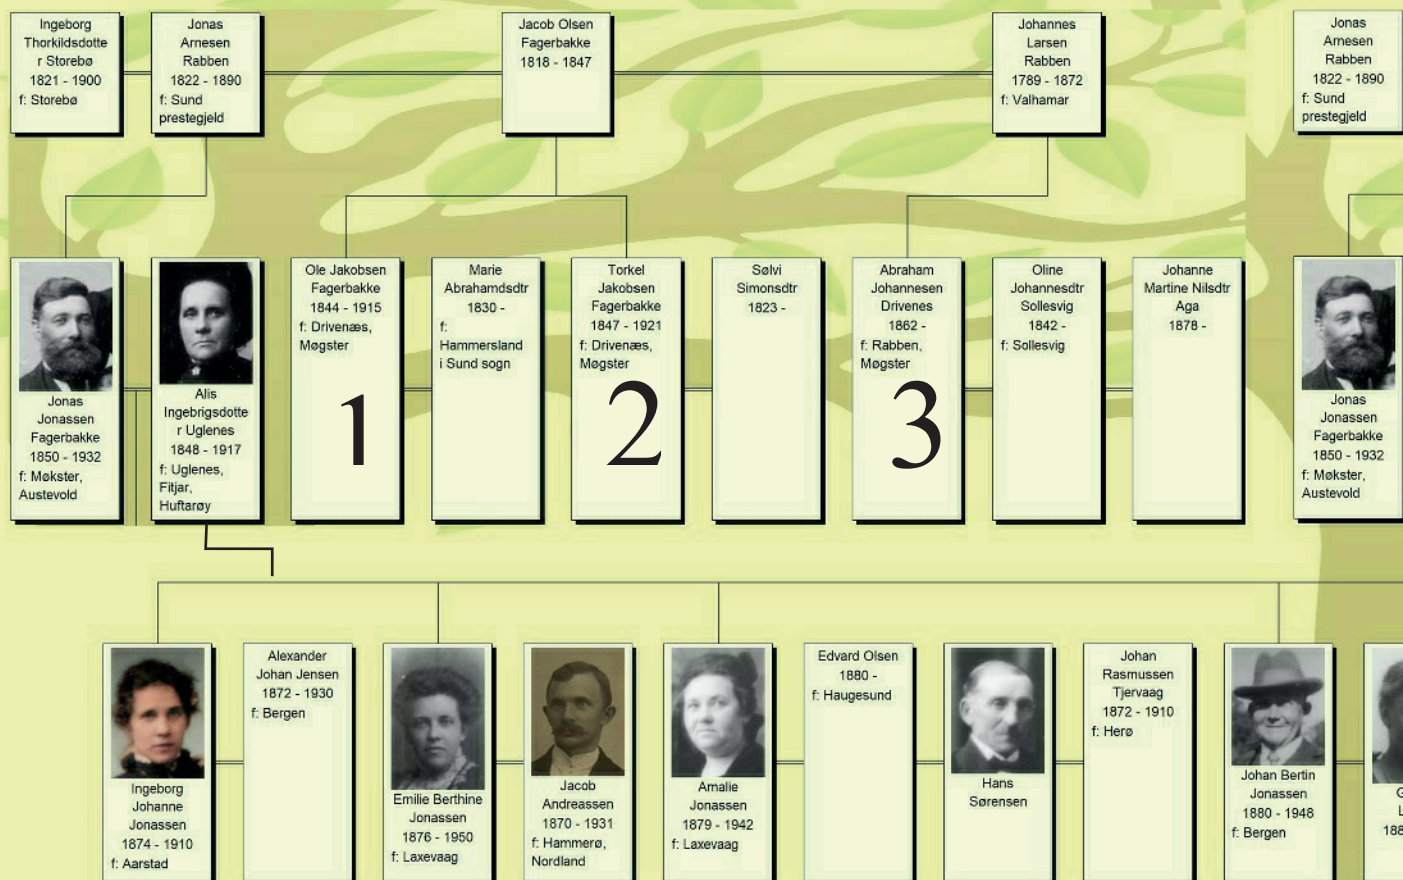 Ingeborg
Thorkildsdotte
r Storebø
1821 - 1900
f: Storebø
Jonas
Arnesen
Rabben
1822 - 1890
f: Sund
prestegjeld
Jacob Olsen
Fagerbakke
1818 - 1847
Johannes
Larsen
Rabben
1789 - 1872
f: Valhamar
Jonas
Arnesen
Rabben
1822 - 1890
f: Sund
prestegjeld
Jonas
Jonassen
Fagerbakke
1850 - 1932
f: Møkster,
Austevold
Alis
Ingebrigsdotte
r Uglenes
1848 - 1917
f: Uglenes,
Fitjar,
Huftarøy
Ole Jakobsen
Fagerbakke
1844 - 1915
f: Drivenæs,
Møgster
1
Marie
Abrahamdsdtr
1830 -
f:
Hammersland
i Sund sogn
Torkel
Jakobsen
Fagerbakke
1847 - 1921
f: Drivenæs,
Møgster
2
Sølvi
Simonsdtr
1823 -
Abraham
Johannesen
Drivenes
1862 -
f: Rabben,
Møgster
3
Oline
Johannesdtr
Sollesvig
1842 -
f: Sollesvig
Johanne
Martine Nilsdtr
Aga
1878 -
Jonas
Jonassen
Fagerbakke
1850 - 1932
f: Møkster,
Austevold
Ingeborg
Johanne
Jonassen
1874 - 1910
f: Aarstad
Alexander
Johan Jensen
1872 - 1930
f: Bergen
Emilie Berthine
Jonassen
1876 - 1950
f: Laxevaag
Jacob
Andreassen
1870 - 1931
f: Hammerø,
Nordland
Amalie
Jonassen
1879 - 1942
f: Laxevaag
Edvard Olsen
1880 -
f: Haugesund
Hans
Sørensen
Johan
Rasmussen
Tjervaag
1872 - 1910
f: Herø
Johan Bertin
Jonassen
1880 - 1948
f: Bergen
L
188